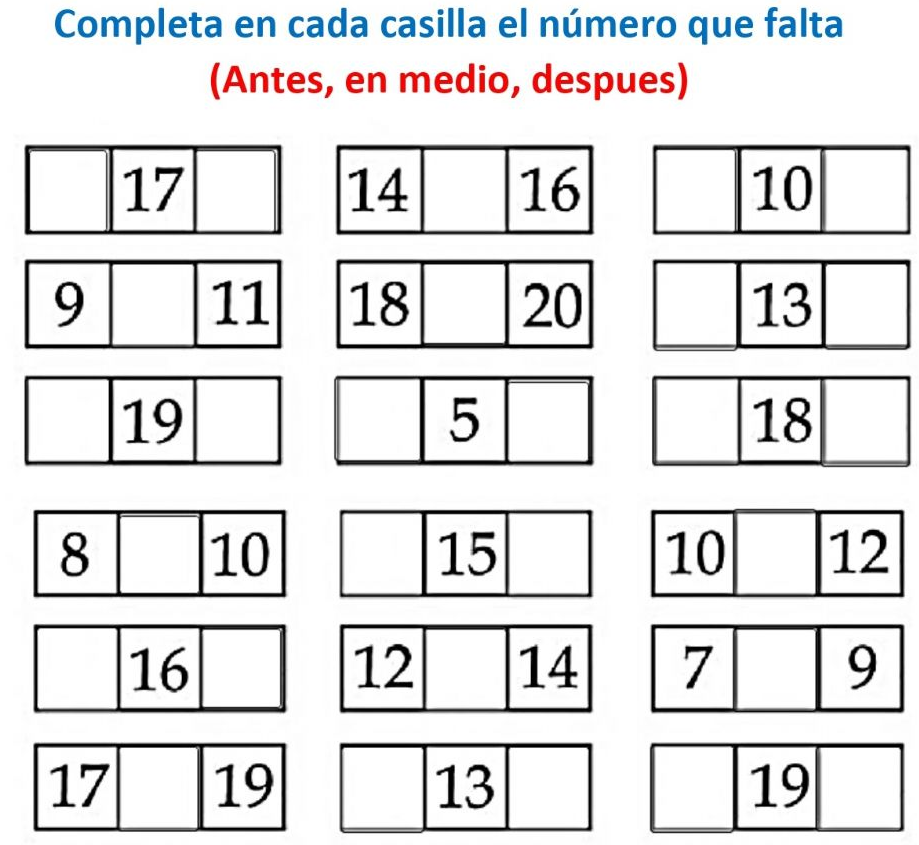 Completa en cada casilla el número que falta
(Antes, en medio, despues)
17 14 16 10
9 11 18 20 13
19 5 18
8 10 15 10 12
16 12 14 7 9
17 19 13 19